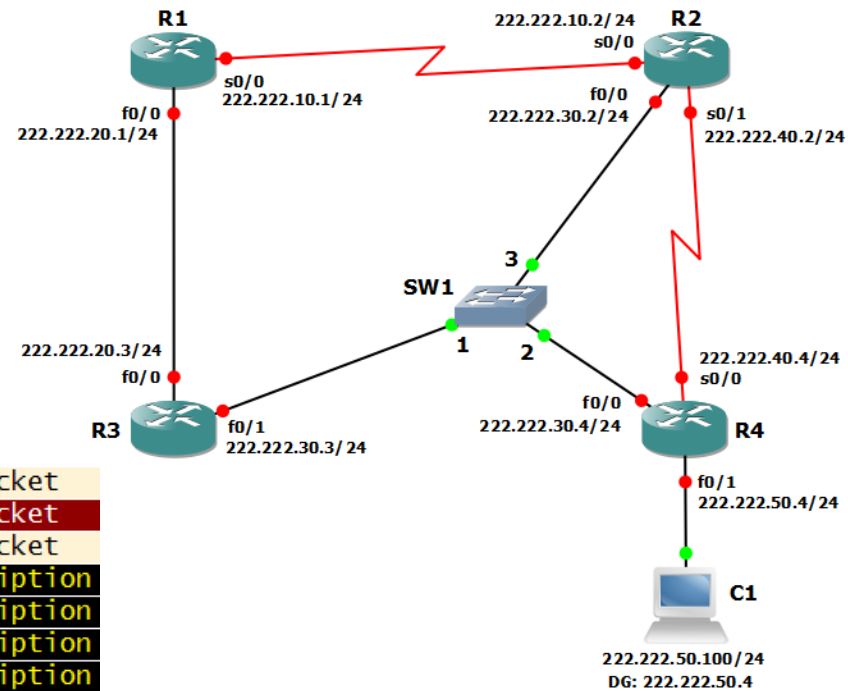 R1
222.222.10.2/24
R2
s0/0
s0/0
222.222.10.1/24
f0/0
222.222.20.1/24
f0/0
222.222.30.2/24
s0/1
222.222.40.2/24
3
SW1
1
2
222.222.20.3/24
f0/0
222.222.40.4/24
s0/0
R3
f0/1
222.222.30.3/24
f0/0
222.222.30.4/24
R4
f0/1
222.222.50.4/24
cket
cket
cket
iption
iption
iption
iption
C1
222.222.50.100/24
DG: 222.222.50.4